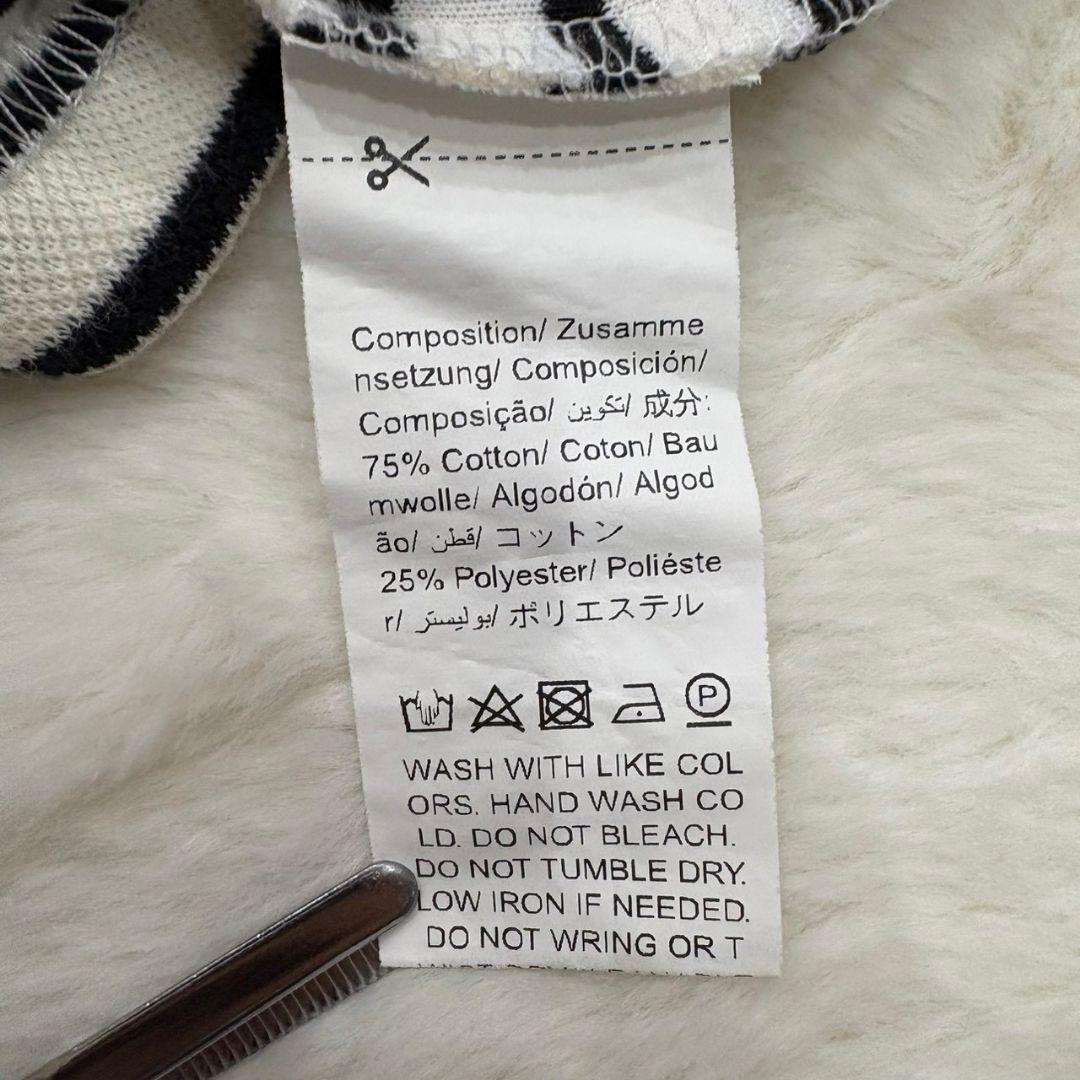 Composition/ Zusamme
nsetzung/ Composición/
Composição/ تكوين/ 成分:
75% Cotton/ Coton/ Bau
mwolle/ Algodón/ Algod
ão/ قطن/ コットン
25% Polyester/ Poliéste
r/ بوليستر/ ポリエステル
P
WASH WITH LIKE COL
ORS. HAND WASH CO
LD. DO NOT BLEACH.
DO NOT TUMBLE DRY.
LOW IRON IF NEEDED.
DO NOT WRING OR T